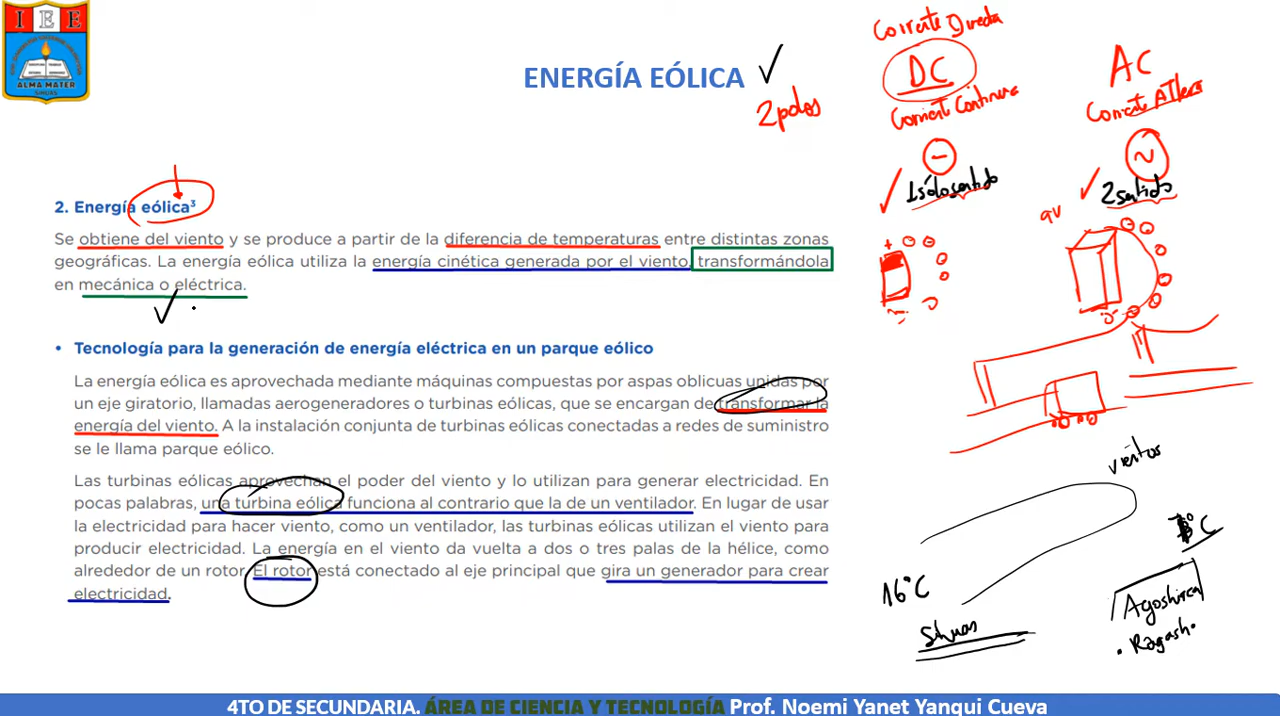 IEE
ALMA MATER
SIHUAS
ENERGÍA EÓLICA
2 polos
Corriente Directa
DC
Corriente Continua
AC
Corriente Alterna
1 sólo sentido
2 sentido
2. Energía eólica³
Se obtiene del viento y se produce a partir de la diferencia de temperaturas entre distintas zonas
geográficas. La energía eólica utiliza la energía cinética generada por el viento, transformándola
en mecánica o eléctrica.
• Tecnología para la generación de energía eléctrica en un parque eólico
La energía eólica es aprovechada mediante máquinas compuestas por aspas oblicuas unidas por
un eje giratorio, llamadas aerogeneradores o turbinas eólicas, que se encargan de transformar la
energía del viento. A la instalación conjunta de turbinas eólicas conectadas a redes de suministro
se le llama parque eólico.
Las turbinas eólicas aprovechan el poder del viento y lo utilizan para generar electricidad. En
pocas palabras, una turbina eólica funciona al contrario que la de un ventilador. En lugar de usar
la electricidad para hacer viento, como un ventilador, las turbinas eólicas utilizan el viento para
producir electricidad. La energía en el viento da vuelta a dos o tres palas de la hélice, como
alrededor de un rotor. El rotor está conectado al eje principal que gira un generador para crear
electricidad.
9V
vientos
16°C
Sihuas
Ragash
4TO DE SECUNDARIA. ÁREA DE CIENCIA Y TECNOLOGÍA Prof. Noemi Yanet Yanqui Cueva